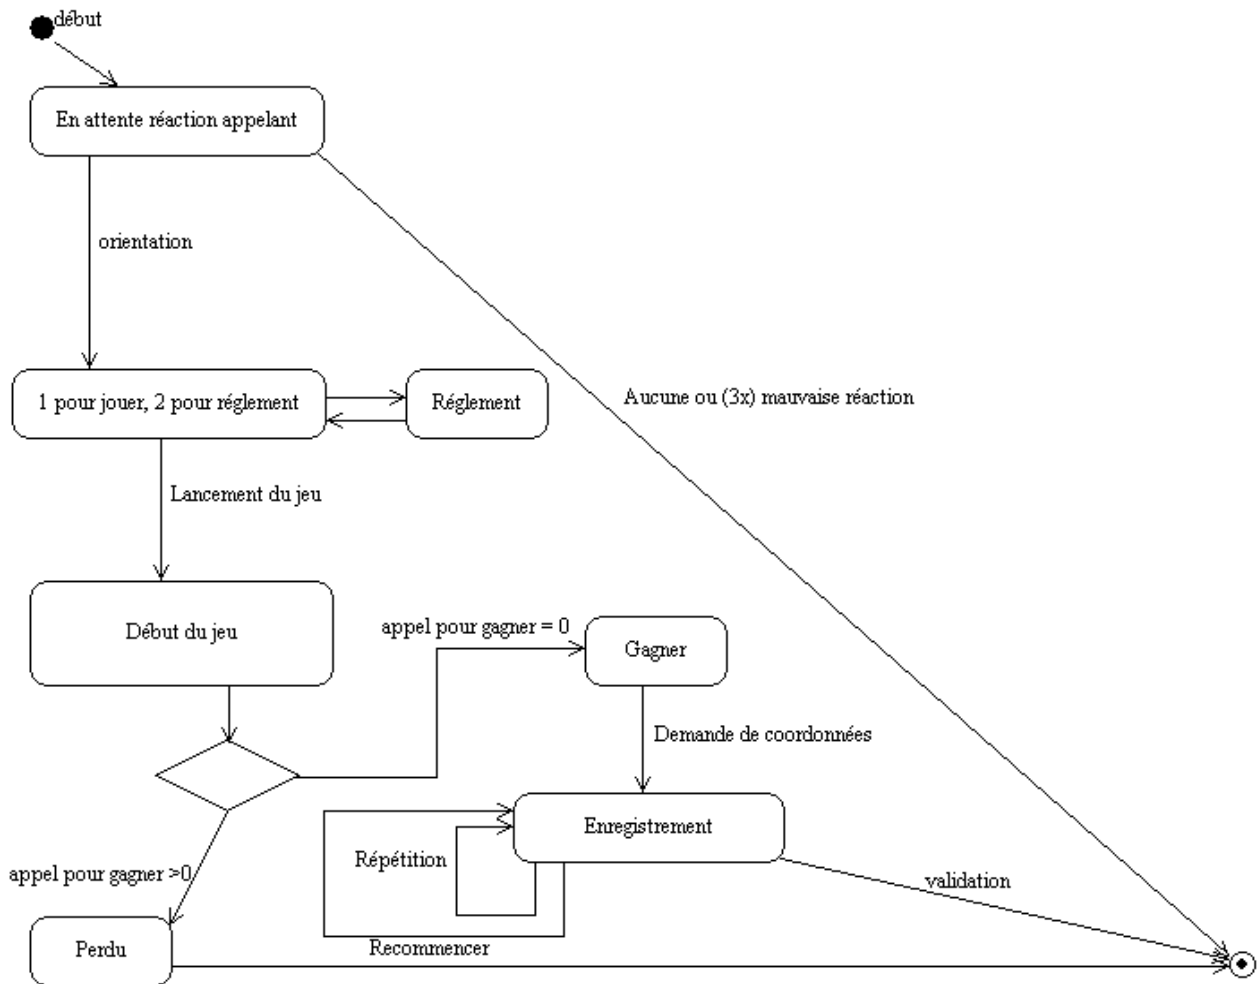 début
En attente réaction appelant
orientation
1 pour jouer, 2 pour réglement
Réglement
Aucune ou (3x) mauvaise réaction
Lancement du jeu
Début du jeu
appel pour gagner = 0
Gagner
Demande de coordonnées
Enregistrement
Répétition
appel pour gagner >0
validation
Perdu
Recommencer